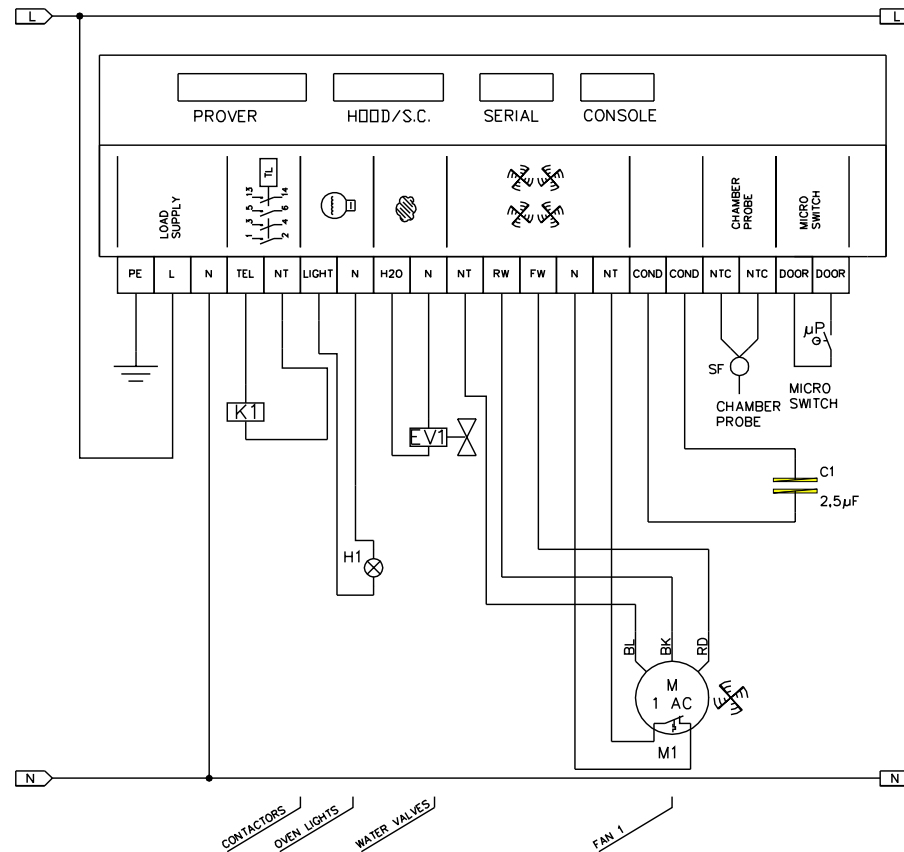 L L
PROVER HOOD/S.C. SERIAL CONSOLE
LOAD
SUPPLY
TL
13 14
5 6
3 4
1 2
CHAMBER
PROBE
MICRO
SWITCH
PE L N TEL NT LIGHT N H2O N NT RW FW N NT COND COND NTC NTC DOOR DOOR
µP
SF
MICRO
SWITCH
CHAMBER
PROBE
K1
EV1
C1
2,5µF
H1
BL BK RD
M
1 AC
M1
N N
CONTACTORS
OVEN LIGHTS
WATER VALVES
FAN 1